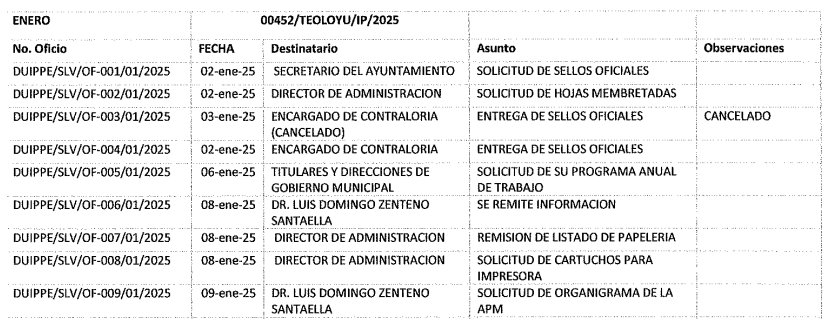 ENERO 00452/TEOLOYU/IP/2025
No. Oficio FECHA Destinatario Asunto Observaciones
DUIPPE/SLV/OF-001/01/2025 02-ene-25 SECRETARIO DEL AYUNTAMIENTO SOLICITUD DE SELLOS OFICIALES
DUIPPE/SLV/OF-002/01/2025 02-ene-25 DIRECTOR DE ADMINISTRACION SOLICITUD DE HOJAS MEMBRETADAS
DUIPPE/SLV/OF-003/01/2025 03-ene-25 ENCARGADO DE CONTRALORIA ENTREGA DE SELLOS OFICIALES CANCELADO
(CANCELADO)
DUIPPE/SLV/OF-004/01/2025 02-ene-25 ENCARGADO DE CONTRALORIA ENTREGA DE SELLOS OFICIALES
DUIPPE/SLV/OF-005/01/2025 06-ene-25 TITULARES Y DIRECCIONES DE SOLICITUD DE SU PROGRAMA ANUAL
GOBIERNO MUNICIPAL DE TRABAJO
DUIPPE/SLV/OF-006/01/2025 08-ene-25 DR. LUIS DOMINGO ZENTENO SE REMITE INFORMACION
SANTAELLA
DUIPPE/SLV/OF-007/01/2025 08-ene-25 DIRECTOR DE ADMINISTRACION REMISION DE LISTADO DE PAPELERIA
DUIPPE/SLV/OF-008/01/2025 08-ene-25 DIRECTOR DE ADMINISTRACION SOLICITUD DE CARTUCHOS PARA
IMPRESORA
DUIPPE/SLV/OF-009/01/2025 09-ene-25 DR. LUIS DOMINGO ZENTENO SOLICITUD DE ORGANIGRAMA DE LA
SANTAELLA APM